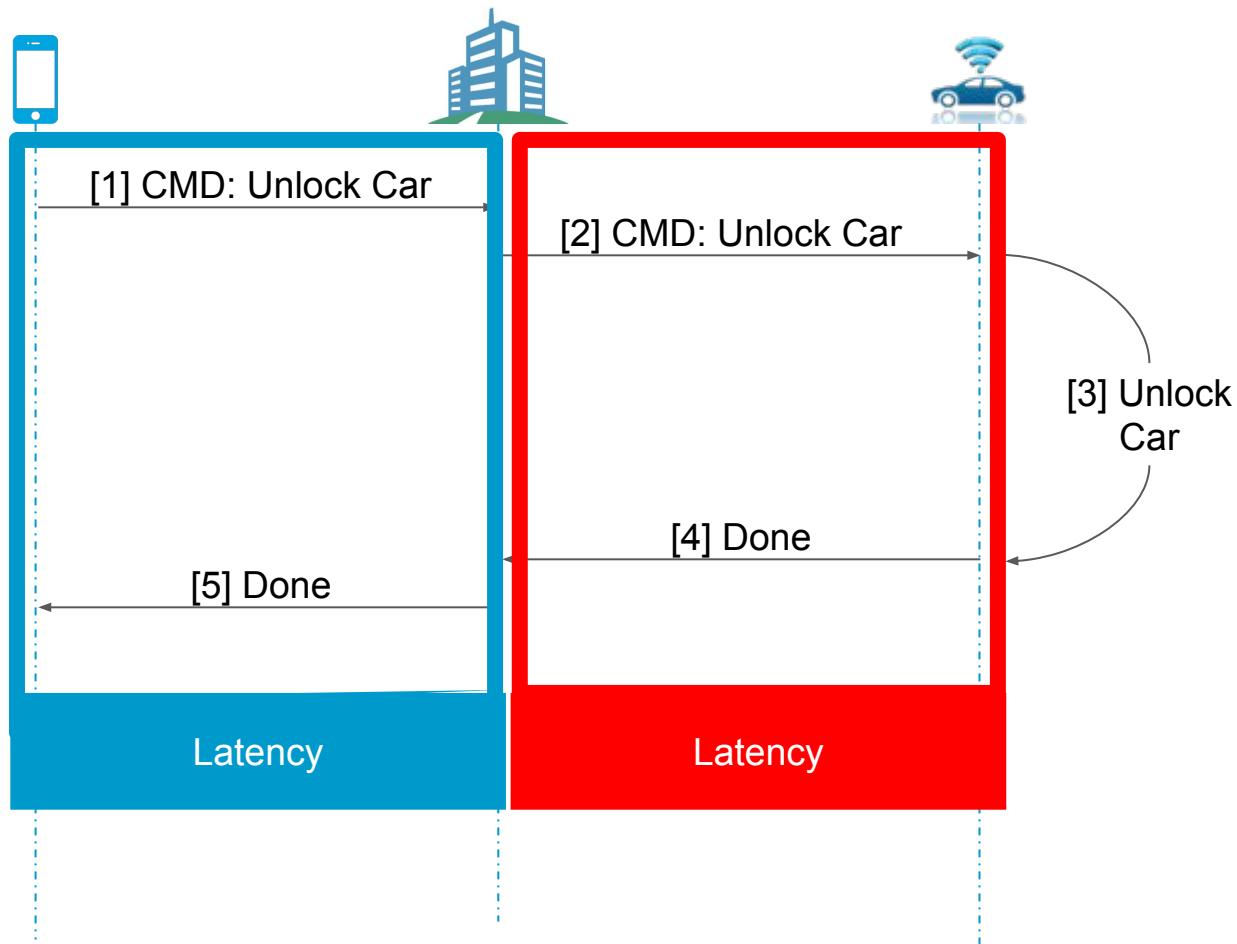 [1] CMD: Unlock Car
[2] CMD: Unlock Car
[3] Unlock
Car
[4] Done
[5] Done
Latency
Latency